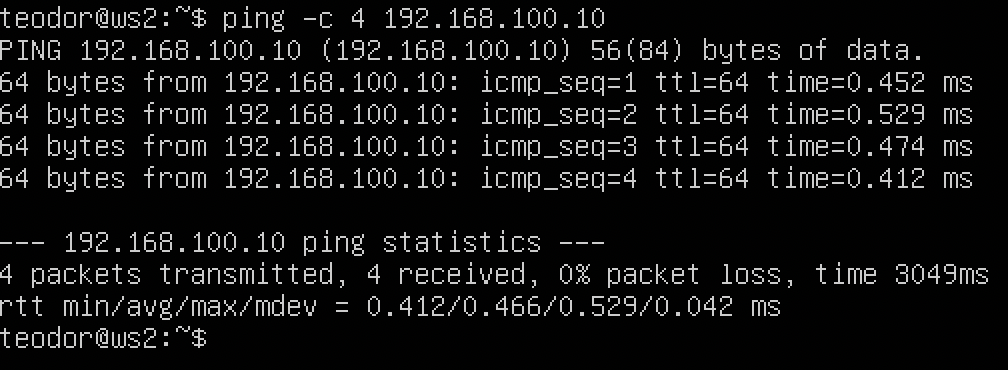 teodor@ws2:~$ ping -c 4 192.168.100.10
PING 192.168.100.10 (192.168.100.10) 56(84) bytes of data.
64 bytes from 192.168.100.10: icmp_seq=1 ttl=64 time=0.452 ms
64 bytes from 192.168.100.10: icmp_seq=2 ttl=64 time=0.529 ms
64 bytes from 192.168.100.10: icmp_seq=3 ttl=64 time=0.474 ms
64 bytes from 192.168.100.10: icmp_seq=4 ttl=64 time=0.412 ms

--- 192.168.100.10 ping statistics ---
4 packets transmitted, 4 received, 0% packet loss, time 3049ms
rtt min/avg/max/mdev = 0.412/0.466/0.529/0.042 ms
teodor@ws2:~$